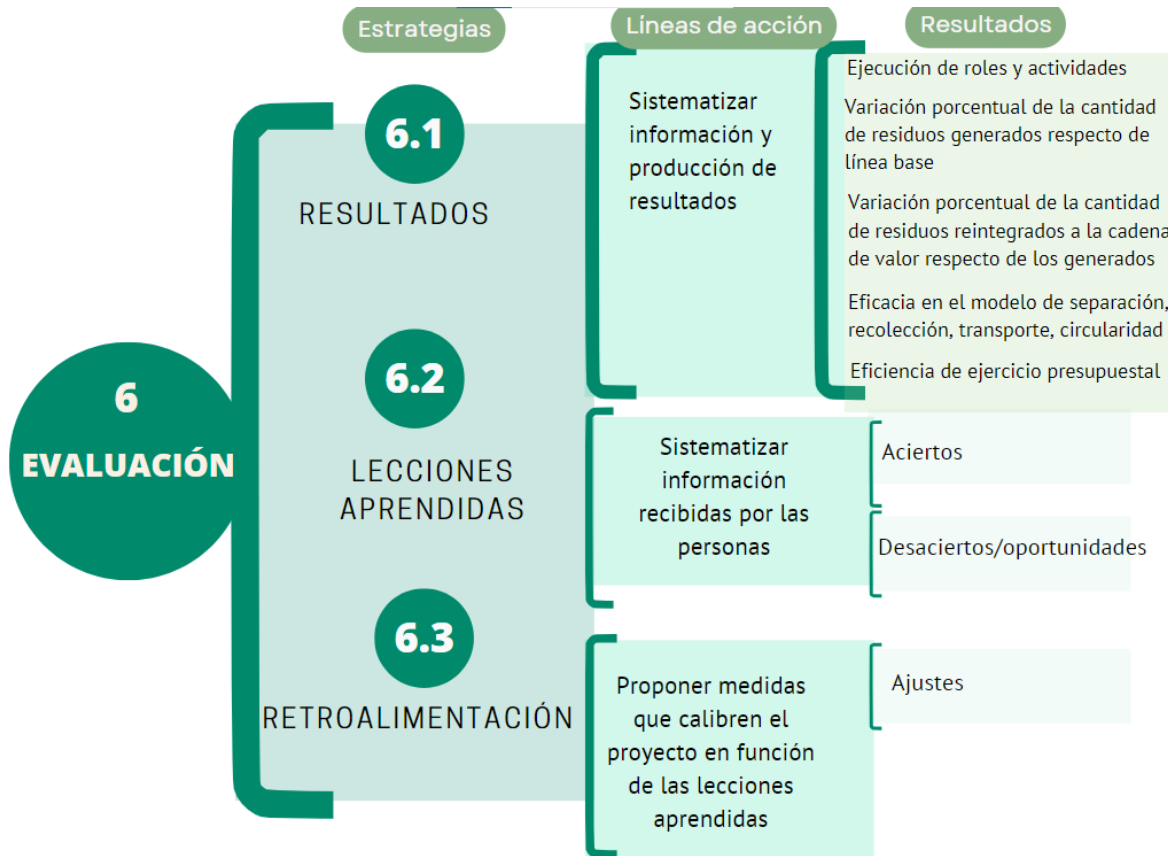 Estrategias
Líneas de acción
Resultados
6
EVALUACIÓN
6.1
RESULTADOS
Sistematizar
información y
producción de
resultados
Ejecución de roles y actividades
Variación porcentual de la cantidad
de residuos generados respecto de
línea base
Variación porcentual de la cantidad
de residuos reintegrados a la cadena
de valor respecto de los generados
Eficacia en el modelo de separación,
recolección, transporte, circularidad
Eficiencia de ejercicio presupuestal
6.2
LECCIONES
APRENDIDAS
Sistematizar
información
recibidas por las
personas
Aciertos
Desaciertos/oportunidades
6.3
RETROALIMENTACIÓN
Proponer medidas
que calibren el
proyecto en función
de las lecciones
aprendidas
Ajustes